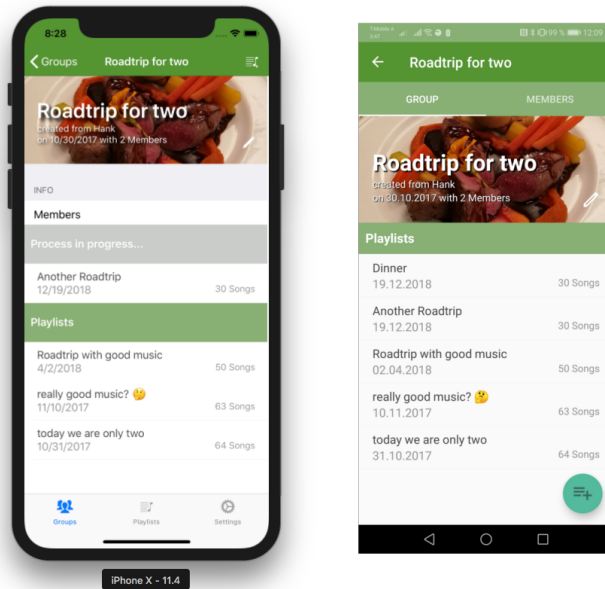 8:28
Groups
Roadtrip for two
Roadtrip for two
created from Hank
on 10/30/2017 with 2 Members
INFO
Members
Process in progress...
Another Roadtrip
12/19/2018
30 Songs
Playlists
Roadtrip with good music
4/2/2018
50 Songs
really good music? 🤔
11/10/2017
63 Songs
today we are only two
10/31/2017
64 Songs
Groups
Playlists
Settings
iPhone X - 11.4
99 % 12:09
Roadtrip for two
GROUP
MEMBERS
Roadtrip for two
created from Hank
on 30.10.2017 with 2 Members
Playlists
Dinner
19.12.2018
30 Songs
Another Roadtrip
19.12.2018
30 Songs
Roadtrip with good music
02.04.2018
50 Songs
really good music? 🤔
10.11.2017
63 Songs
today we are only two
31.10.2017
64 Songs